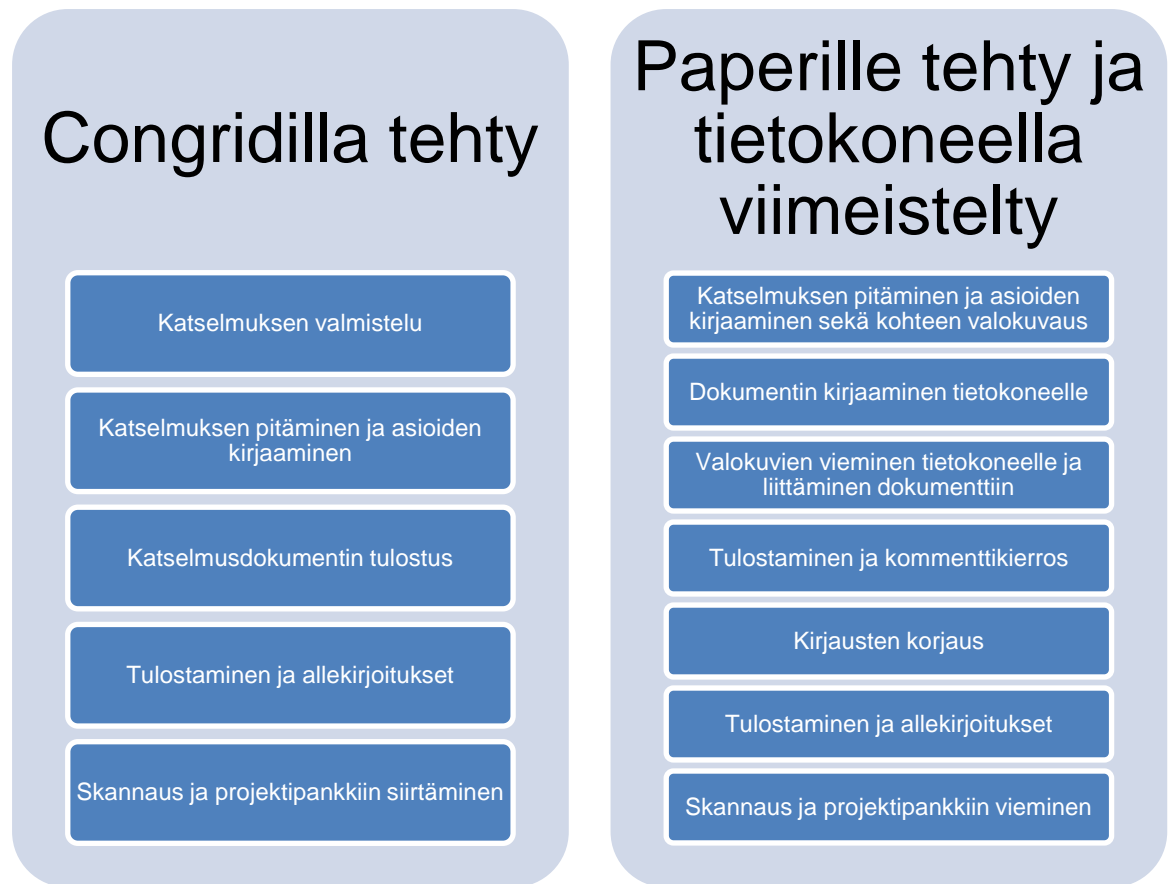 Congridilla tehty
Katselmuksen valmistelu
Katselmuksen pitäminen ja asioiden
kirjaaminen
Katselmusdokumentin tulostus
Tulostaminen ja allekirjoitukset
Skannaus ja projektipankkiin siirtäminen
Paperille tehty ja
tietokoneella
viimeistelty
Katselmuksen pitäminen ja asioiden
kirjaaminen sekä kohteen valokuvaus
Dokumentin kirjaaminen tietokoneelle
Valokuvien vieminen tietokoneelle ja
liittäminen dokumenttiin
Tulostaminen ja kommenttikierros
Kirjausten korjaus
Tulostaminen ja allekirjoitukset
Skannaus ja projektipankkiin vieminen